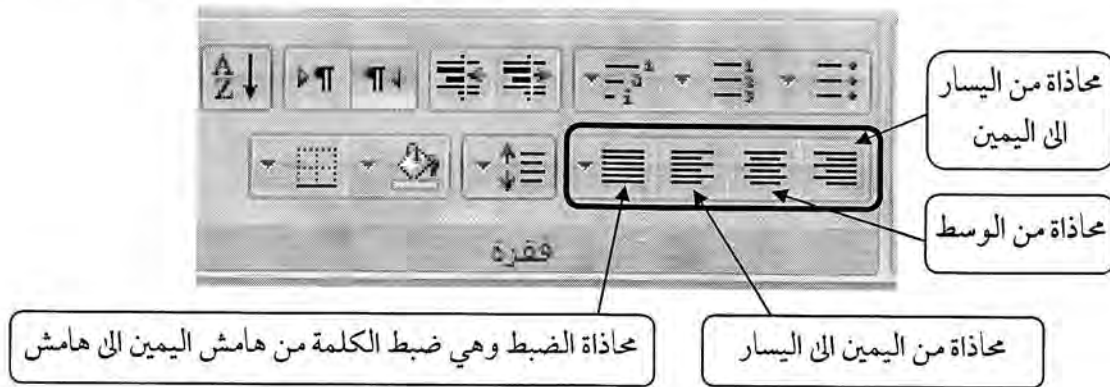 A
Z
محاذاة من اليسار
الى اليمين
محاذاة من الوسط
فقرة
محاذاة من اليمين الى اليسار
محاذاة الضبط وهي ضبط الكلمة من هامش اليمين الى هامش